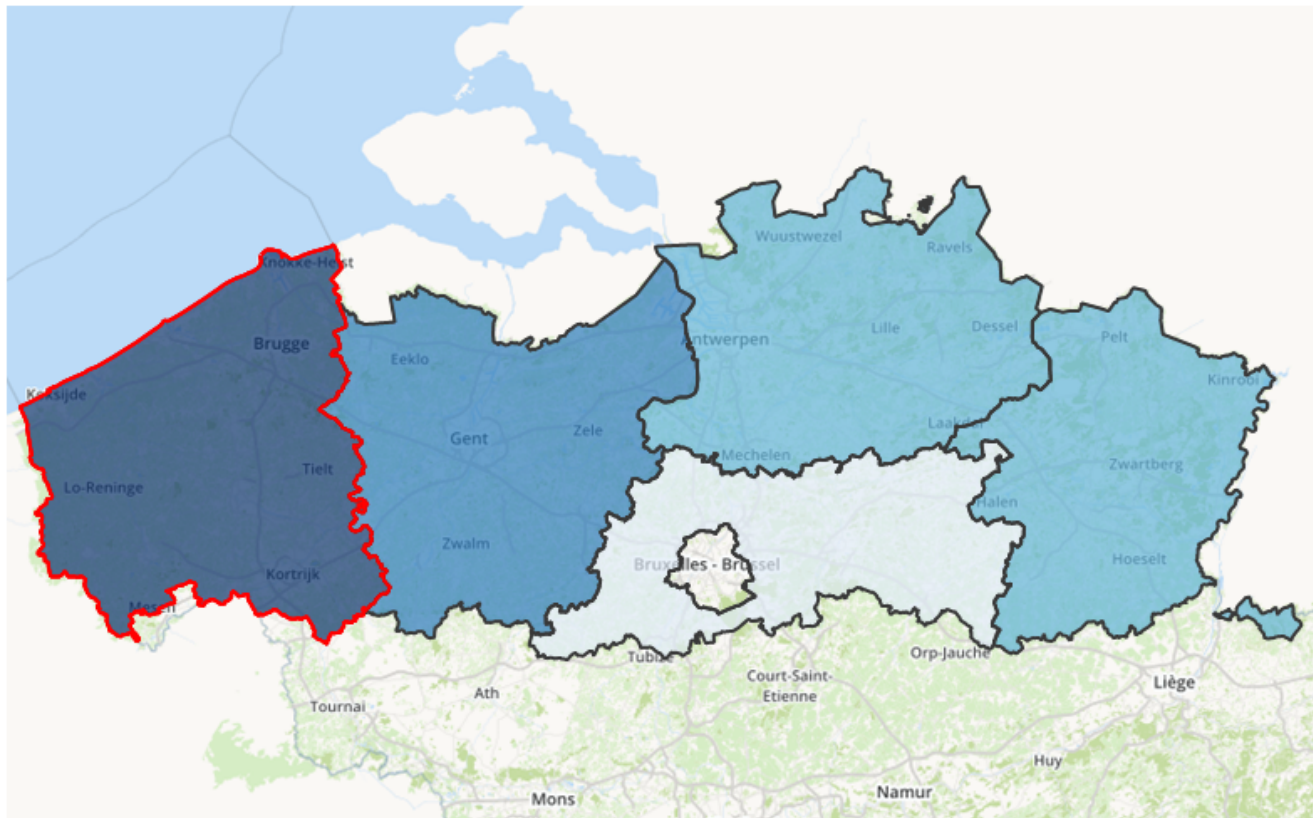 Wuustwezel
Ravels
Knokke-Heist
Lille
Dessel
Pelt
Antwerpen
Brugge
Eeklo
Kinrooi
Koksijde
Laakdal
Gent
Zele
Mechelen
Zwartberg
Tielt
Lo-Reninge
Halen
Zwalm
Hoeselt
Bruxelles - Brussel
Kortrijk
Mesen
Tubize
Orp-Jauche
Court-Saint-
Etienne
Liège
Ath
Tournai
Huy
Namur
Mons